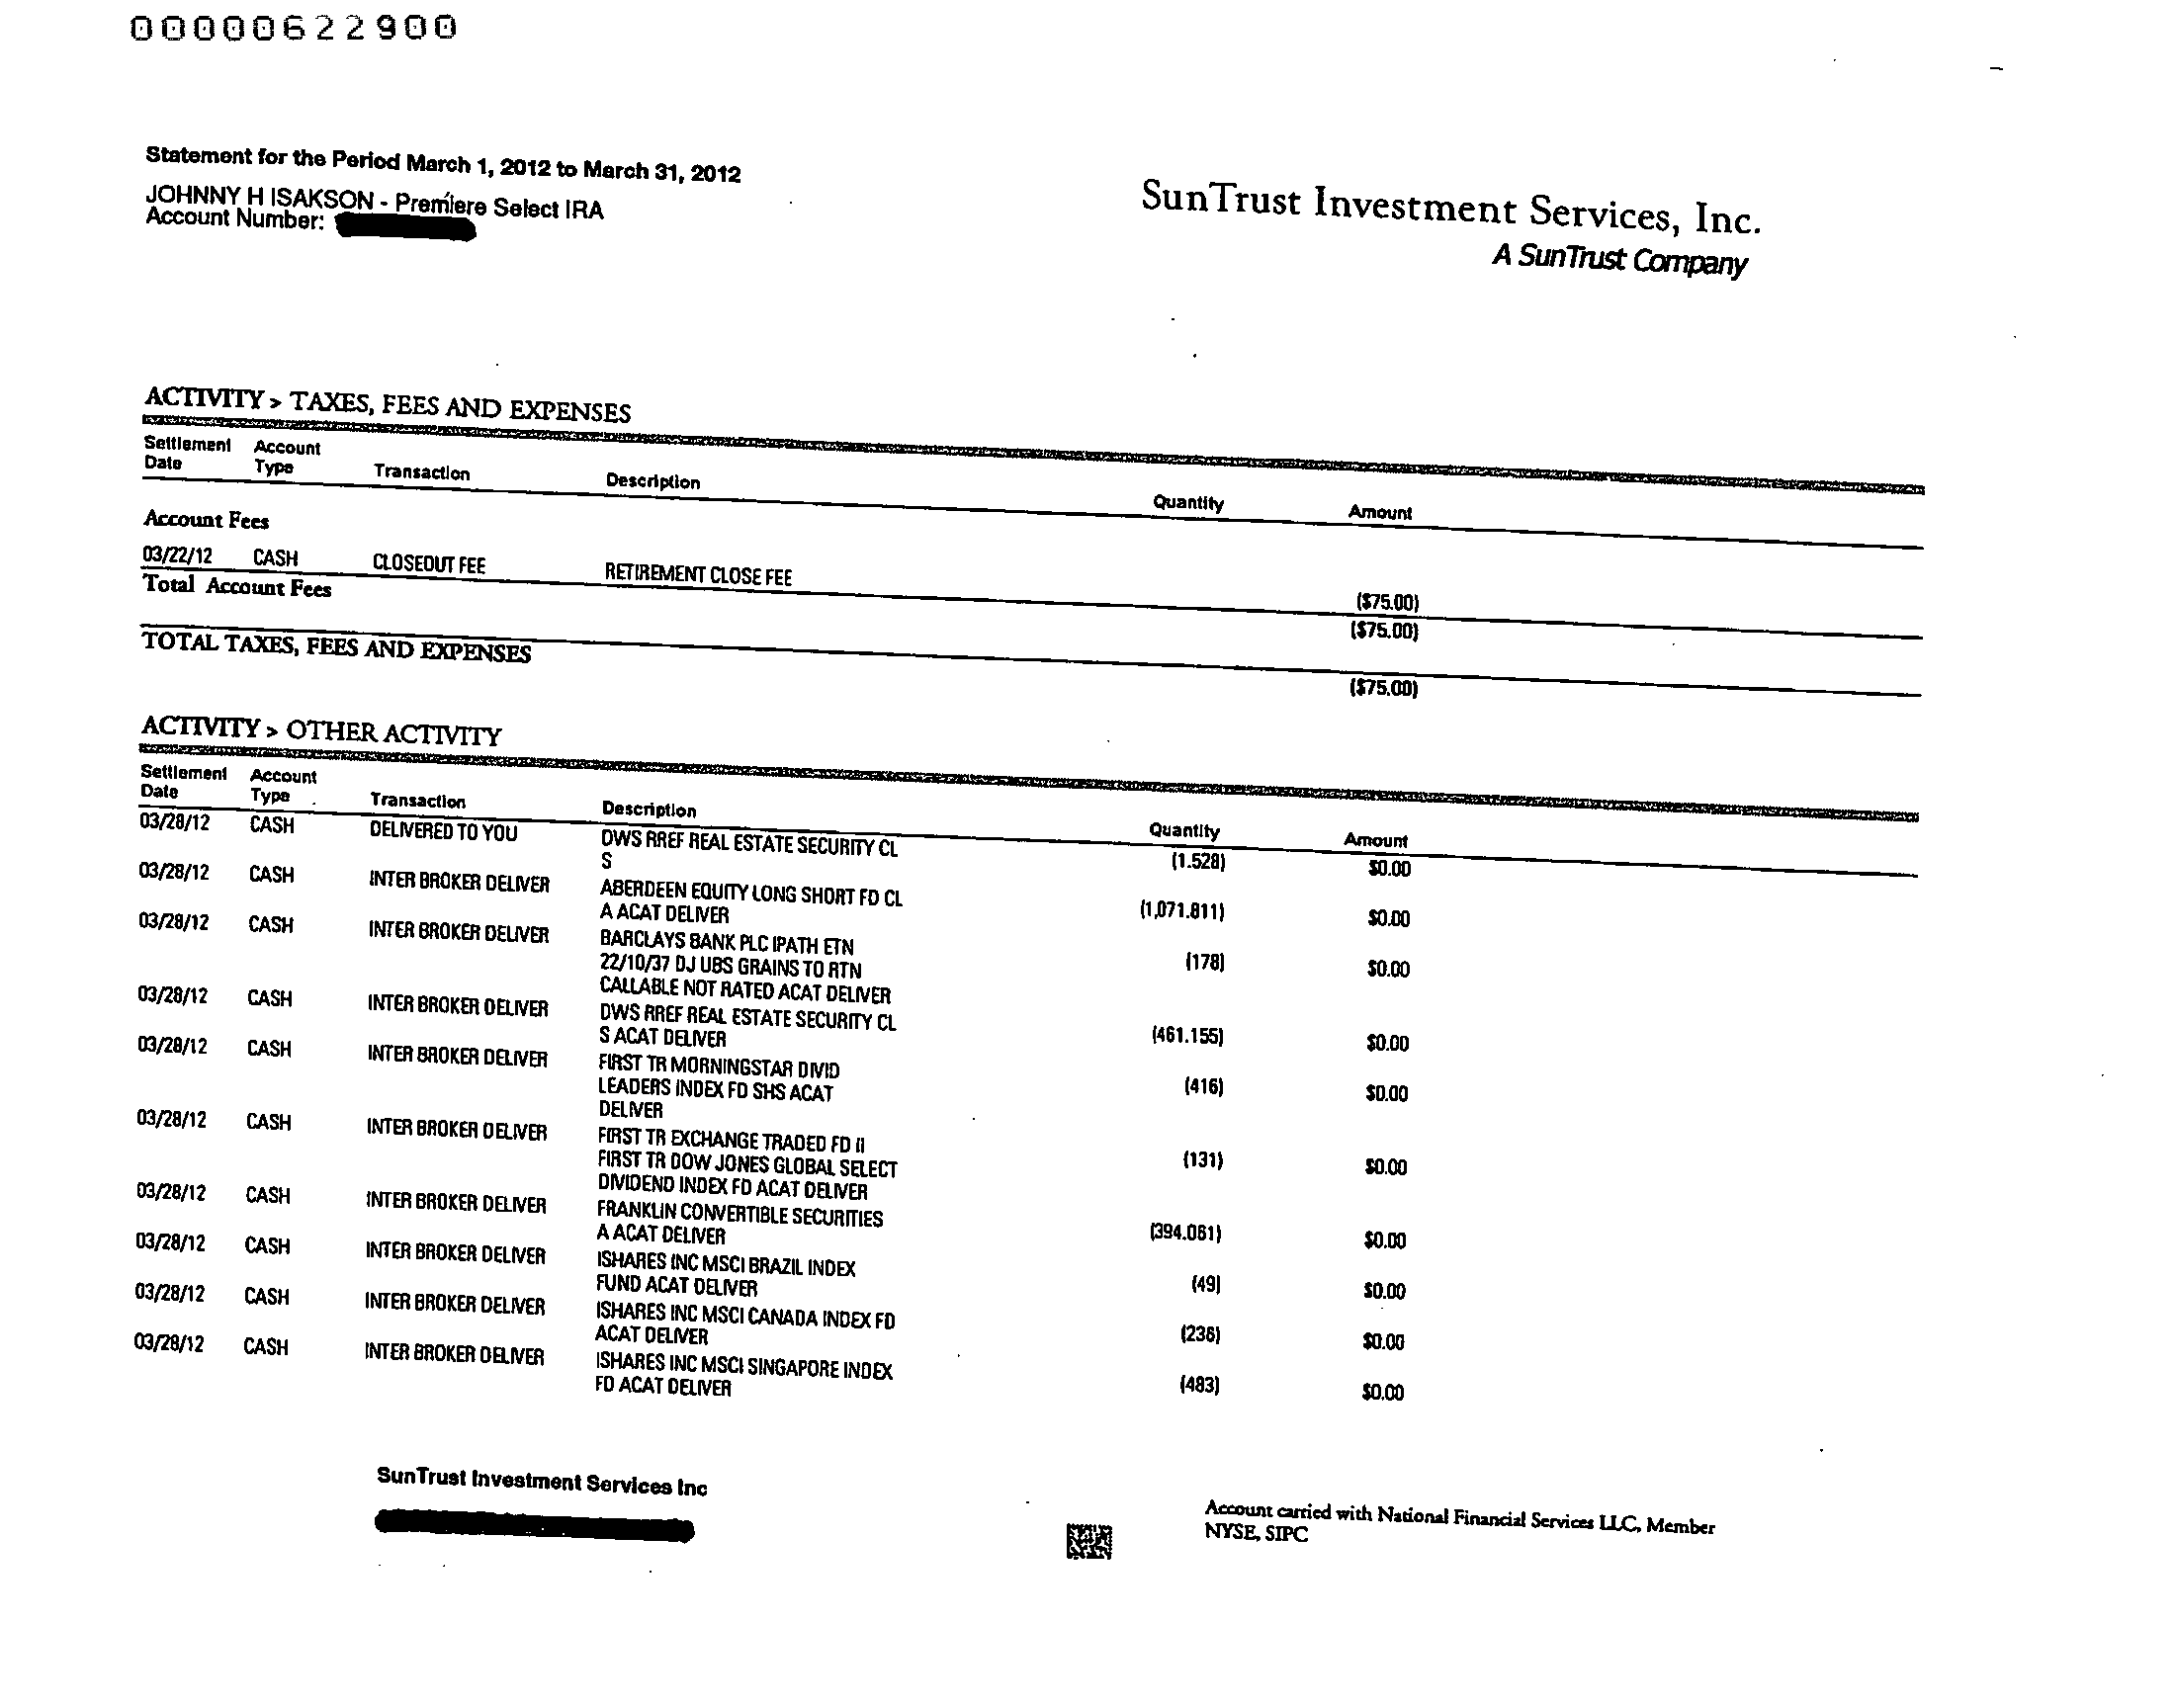 00000622900
Statement for the Period March 1, 2012 to March 31, 2012
JOHNNY H ISAKSON - Premiere Select IRA
Account Number:
SunTrust Investment Services, Inc.
A SunTrust Company
ACTIVITY > TAXES, FEES AND EXPENSES
Settlement Date Account Type Transaction Description Quantity Amount
Account Fees
03/22/12 CASH CLOSEOUT FEE RETIREMENT CLOSE FEE ($75.00)
Total Account Fees ($75.00)
TOTAL TAXES, FEES AND EXPENSES ($75.00)
ACTIVITY > OTHER ACTIVITY
Settlement Date Account Type Transaction Description Quantity Amount
03/28/12 CASH DELIVERED TO YOU DWS RREF REAL ESTATE SECURITY CL (1.528) $0.00
S
03/28/12 CASH INTER BROKER DELIVER ABERDEEN EQUITY LONG SHORT FD CL (1,071.811) $0.00
A ACAT DELIVER
03/28/12 CASH INTER BROKER DELIVER BARCLAYS BANK PLC IPATH ETN (178) $0.00
22/10/37 DJ UBS GRAINS TO RTN
CALLABLE NOT RATED ACAT DELIVER
03/28/12 CASH INTER BROKER DELIVER DWS RREF REAL ESTATE SECURITY CL (461.155) $0.00
S ACAT DELIVER
03/28/12 CASH INTER BROKER DELIVER FIRST TR MORNINGSTAR DIVID (416) $0.00
LEADERS INDEX FD SHS ACAT
DELIVER
03/28/12 CASH INTER BROKER DELIVER FIRST TR EXCHANGE TRADED FD II (131) $0.00
FIRST TR DOW JONES GLOBAL SELECT
DIVIDEND INDEX FD ACAT DELIVER
03/28/12 CASH INTER BROKER DELIVER FRANKLIN CONVERTIBLE SECURITIES (394.061) $0.00
A ACAT DELIVER
03/28/12 CASH INTER BROKER DELIVER ISHARES INC MSCI BRAZIL INDEX (49) $0.00
FUND ACAT DELIVER
03/28/12 CASH INTER BROKER DELIVER ISHARES INC MSCI CANADA INDEX FD (236) $0.00
ACAT DELIVER
03/28/12 CASH INTER BROKER DELIVER ISHARES INC MSCI SINGAPORE INDEX (483) $0.00
FD ACAT DELIVER
SunTrust Investment Services Inc
Account carried with National Financial Services LLC, Member
NYSE, SIPC